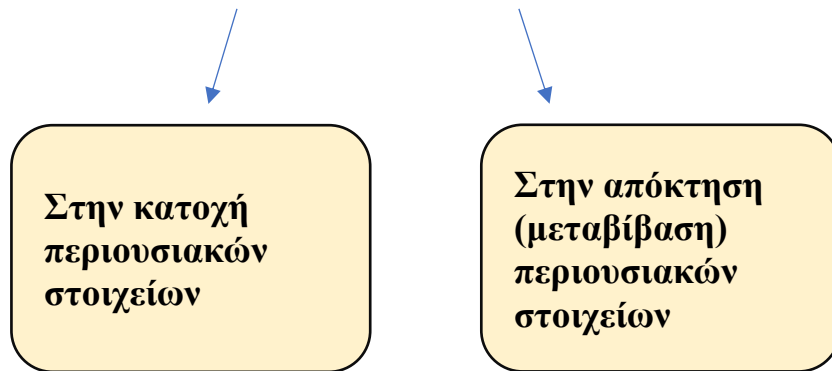 Στην κατοχή
περιουσιακών
στοιχείων
Στην απόκτηση
(μεταβίβαση)
περιουσιακών
στοιχείων